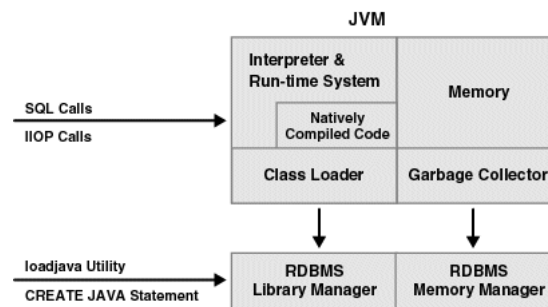 JVM
Interpreter &
Run-time System
Natively
Compiled Code
Memory
SQL Calls
IIOP Calls
Class Loader
Garbage Collector
loadjava Utility
CREATE JAVA Statement
RDBMS
Library Manager
RDBMS
Memory Manager